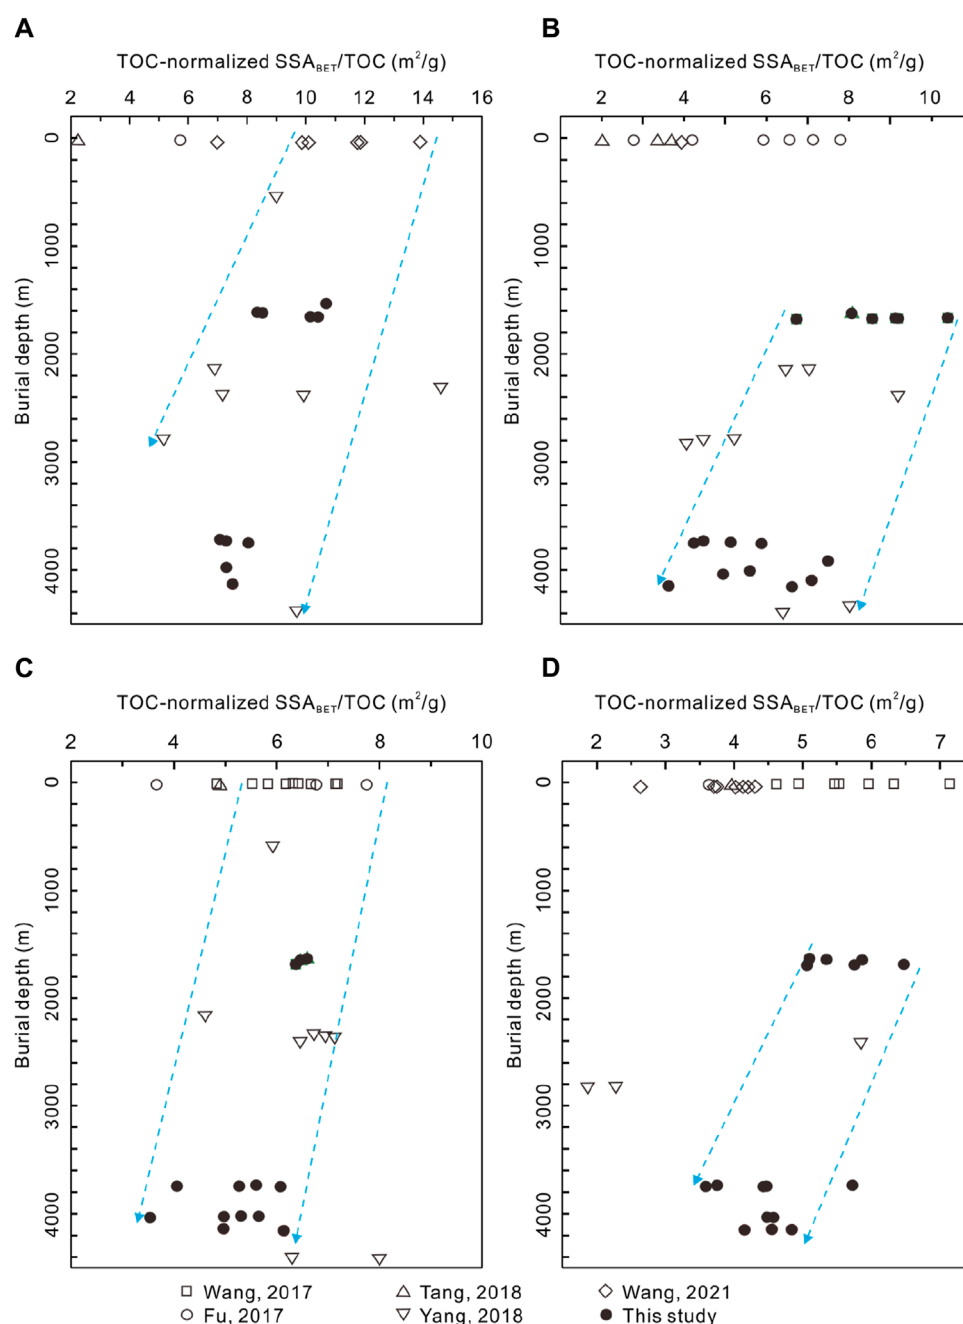 A
TOC-normalized SSA_BET/TOC (m²/g)
2 4 6 8 10 12 14 16
Burial depth (m)
0
1000
2000
3000
4000
B
TOC-normalized SSA_BET/TOC (m²/g)
2 4 6 8 10
Burial depth (m)
0
1000
2000
3000
4000
C
TOC-normalized SSA_BET/TOC (m²/g)
2 4 6 8 10
Burial depth (m)
0
1000
2000
3000
4000
D
TOC-normalized SSA_BET/TOC (m²/g)
2 3 4 5 6 7
Burial depth (m)
0
1000
2000
3000
4000
Wang, 2017 Tang, 2018 Wang, 2021
Fu, 2017 Yang, 2018 This study